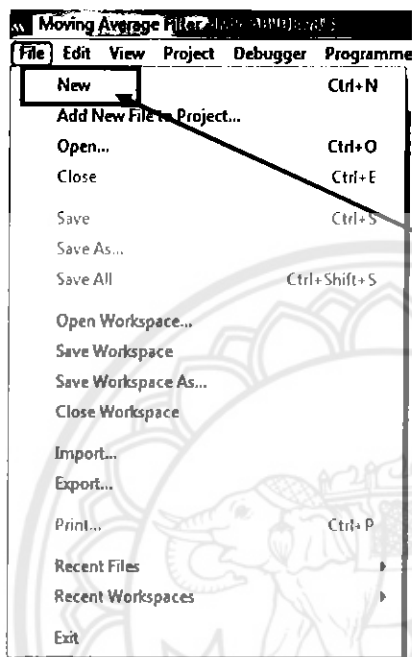 Moving Average Filter
File Edit View Project Debugger Programme
New Ctrl+N
Add New File to Project...
Open... Ctrl+O
Close Ctrl+E
Save Ctrl+S
Save As...
Save All Ctrl+Shift+S
Open Workspace...
Save Workspace
Save Workspace As...
Close Workspace
Import...
Export...
Print... Ctrl+P
Recent Files
Recent Workspaces
Exit